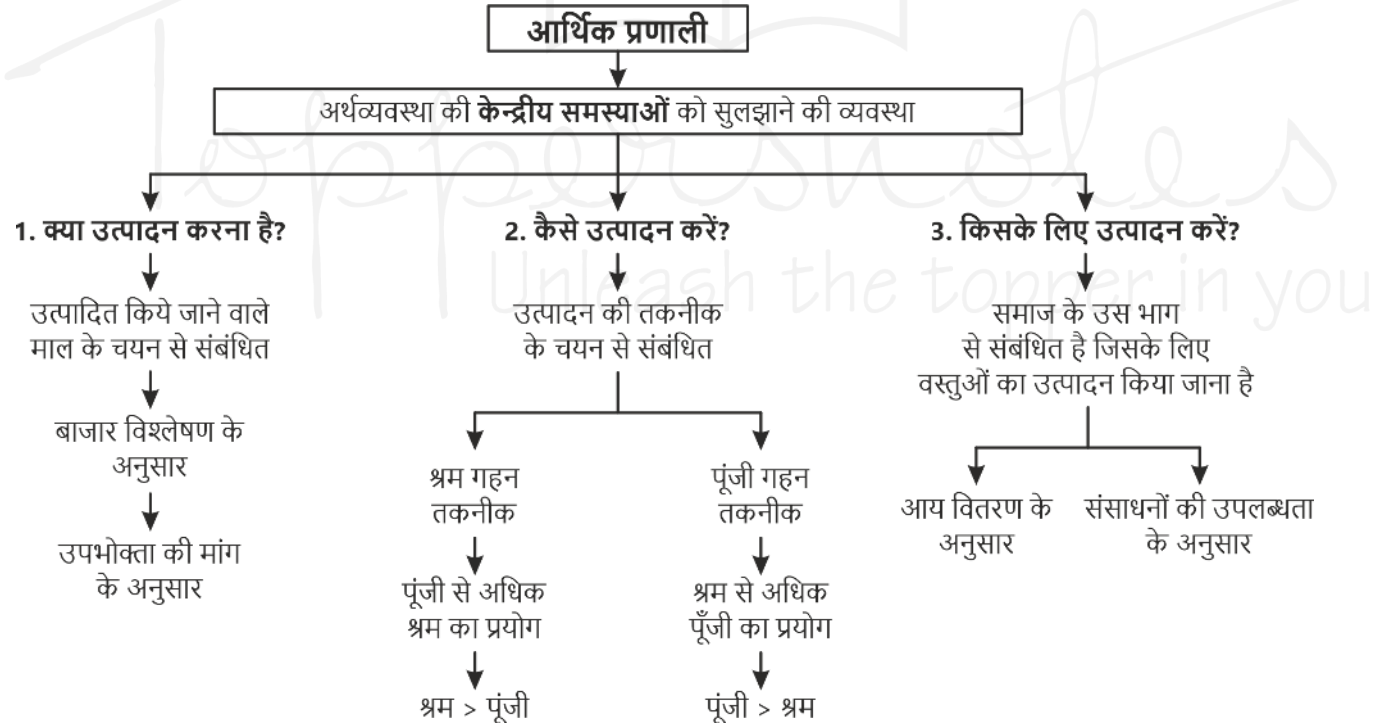 आर्थिक प्रणाली
अर्थव्यवस्था की केन्द्रीय समस्याओं को सुलझाने की व्यवस्था
1. क्या उत्पादन करना है?
उत्पादित किये जाने वाले
माल के चयन से संबंधित
बाजार विश्लेषण के
अनुसार
उपभोक्ता की मांग
के अनुसार
2. कैसे उत्पादन करें?
उत्पादन की तकनीक
के चयन से संबंधित
श्रम गहन
तकनीक
पूंजी से अधिक
श्रम का प्रयोग
श्रम > पूंजी
पूंजी गहन
तकनीक
श्रम से अधिक
पूँजी का प्रयोग
पूंजी > श्रम
3. किसके लिए उत्पादन करें?
समाज के उस भाग
से संबंधित है जिसके लिए
वस्तुओं का उत्पादन किया जाना है
आय वितरण के
अनुसार
संसाधनों की उपलब्धता
के अनुसार
Toppersnotes
Unleash the topper in you